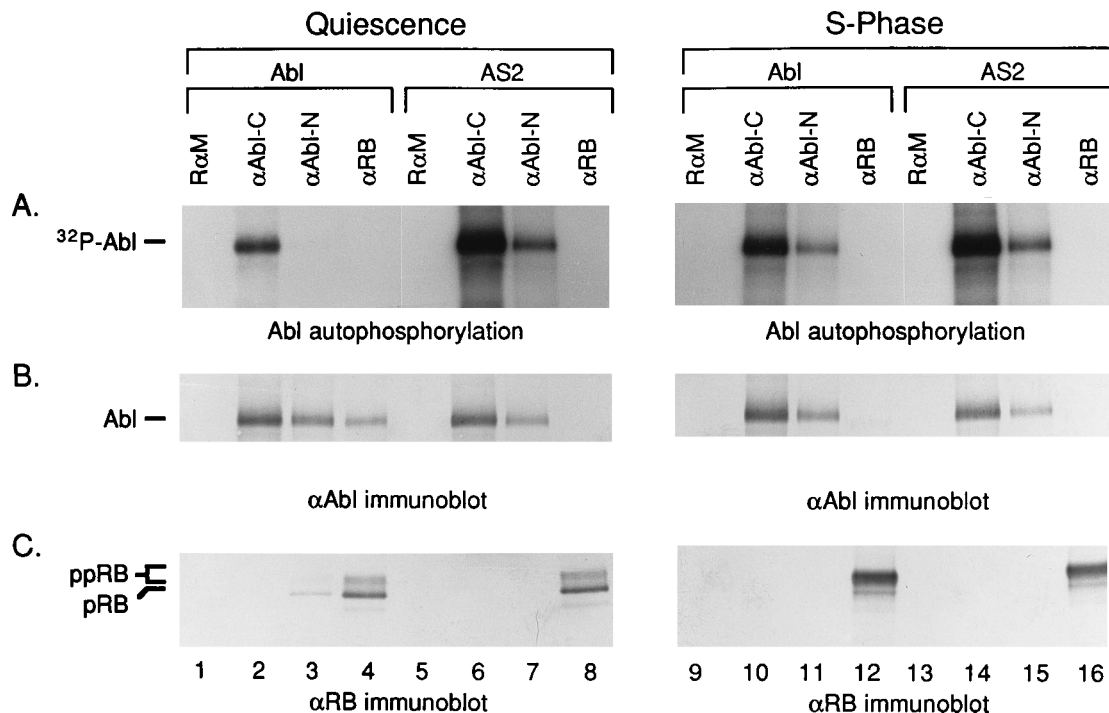 Quiescence S-Phase
Abl AS2 Abl AS2
RαM αAbl-C αAbl-N αRB RαM αAbl-C αAbl-N αRB RαM αAbl-C αAbl-N αRB RαM αAbl-C αAbl-N αRB
A.
³²P-Abl
Abl autophosphorylation Abl autophosphorylation
B.
Abl
αAbl immunoblot αAbl immunoblot
C.
ppRB
pRB
1 2 3 4 5 6 7 8 9 10 11 12 13 14 15 16
αRB immunoblot αRB immunoblot